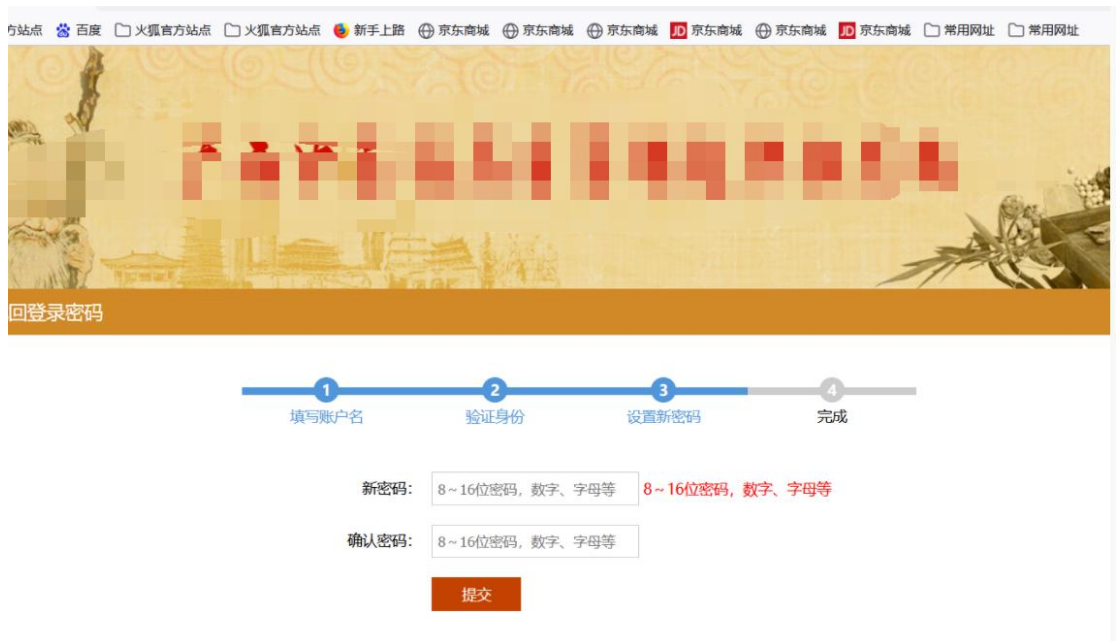 方站点 百度 火狐官方站点 火狐官方站点 新手上路 京东商城 京东商城 京东商城 JD 京东商城 京东商城 JD 京东商城 常用网址 常用网址
回登录密码
1 2 3 4
填写账户名 验证身份 设置新密码 完成
新密码: 8~16位密码,数字、字母等 8~16位密码,数字、字母等
确认密码: 8~16位密码,数字、字母等
提交